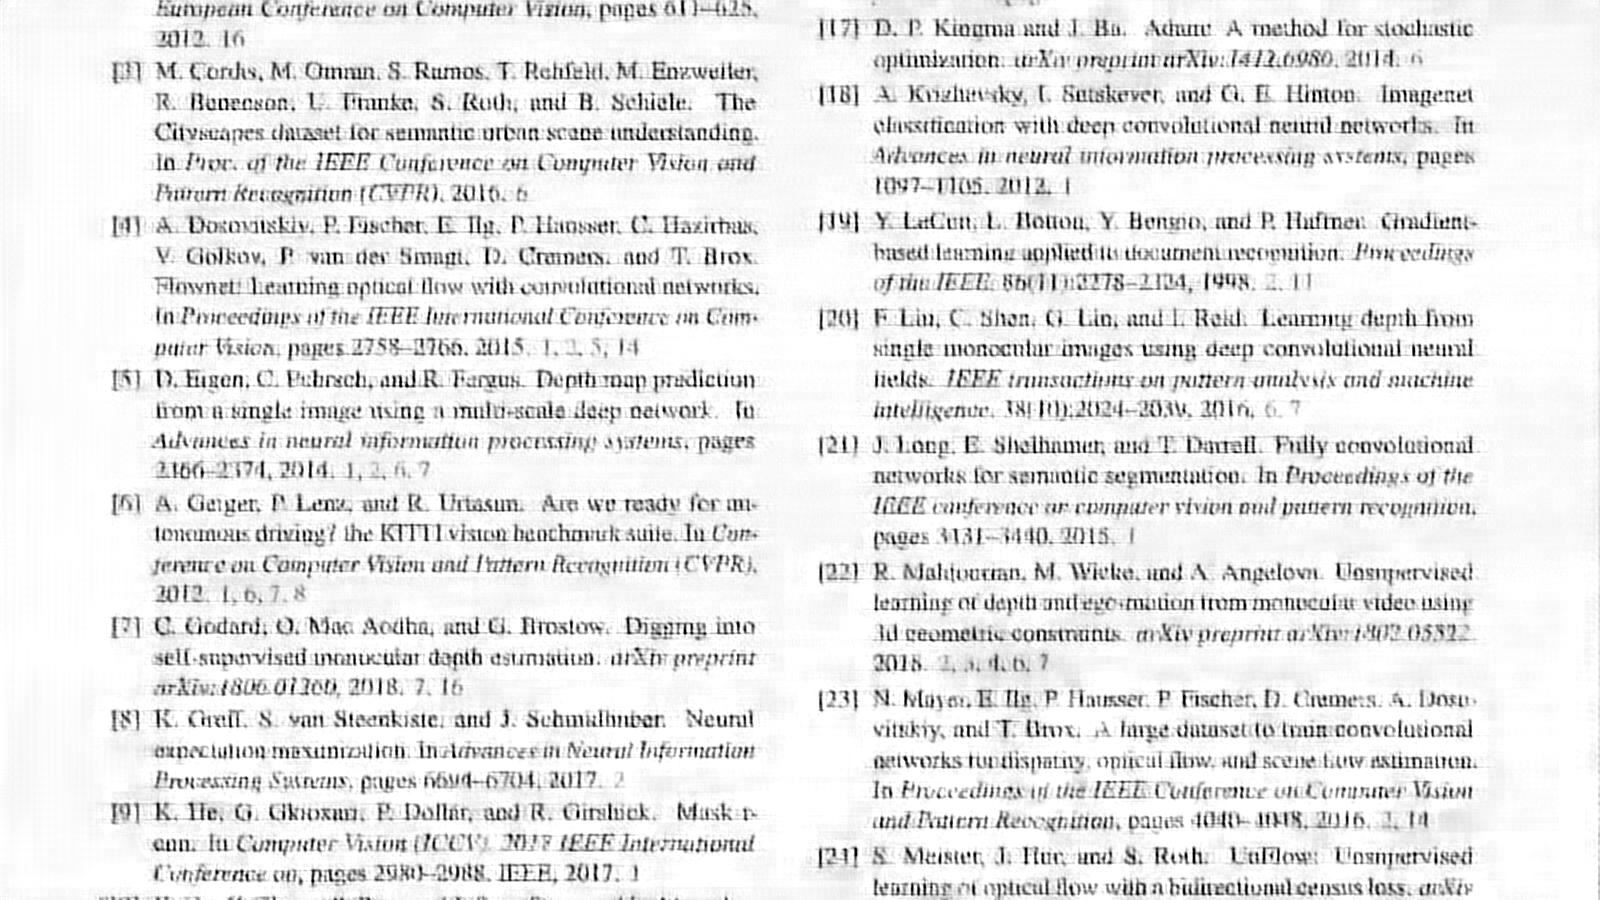 European Conference on Computer Vision, pages 611–625,
2012. 16
[3] M. Cordts, M. Omran, S. Ramos, T. Rehfeld, M. Enzweiler,
R. Benenson, U. Franke, S. Roth, and B. Schiele. The
Cityscapes dataset for semantic urban scene understanding.
In Proc. of the IEEE Conference on Computer Vision and
Pattern Recognition (CVPR), 2016. 6
[4] A. Dosovitskiy, P. Fischer, E. Ilg, P. Hausser, C. Hazirbas,
V. Golkov, P. van der Smagt, D. Cremers, and T. Brox.
Flownet: Learning optical flow with convolutional networks.
In Proceedings of the IEEE International Conference on Com-
puter Vision, pages 2758–2766, 2015. 1, 2, 5, 14
[5] D. Eigen, C. Puhrsch, and R. Fergus. Depth map prediction
from a single image using a multi-scale deep network. In
Advances in neural information processing systems, pages
2366–2374, 2014. 1, 2, 6, 7
[6] A. Geiger, P. Lenz, and R. Urtasun. Are we ready for au-
tonomous driving? the KITTI vision benchmark suite. In Con-
ference on Computer Vision and Pattern Recognition (CVPR),
2012. 1, 6, 7, 8
[7] C. Godard, O. Mac Aodha, and G. Brostow. Digging into
self-supervised monocular depth estimation. arXiv preprint
arXiv:1806.01260, 2018. 7, 16
[8] K. Greff, S. van Steenkiste, and J. Schmidhuber. Neural
expectation maximization. In Advances in Neural Information
Processing Systems, pages 6694–6704, 2017. 2
[9] K. He, G. Gkioxari, P. Dollár, and R. Girshick. Mask r-
cnn. In Computer Vision (ICCV), 2017 IEEE International
Conference on, pages 2980–2988. IEEE, 2017. 1
[17] D. P. Kingma and J. Ba. Adam: A method for stochastic
optimization. arXiv preprint arXiv:1412.6980, 2014. 6
[18] A. Krizhevsky, I. Sutskever, and G. E. Hinton. Imagenet
classification with deep convolutional neural networks. In
Advances in neural information processing systems, pages
1097–1105, 2012. 1
[19] Y. LeCun, L. Bottou, Y. Bengio, and P. Haffner. Gradient-
based learning applied to document recognition. Proceedings
of the IEEE, 86(11):2278–2324, 1998. 2, 11
[20] F. Liu, C. Shen, G. Lin, and I. Reid. Learning depth from
single monocular images using deep convolutional neural
fields. IEEE transactions on pattern analysis and machine
intelligence, 38(10):2024–2039, 2016. 6, 7
[21] J. Long, E. Shelhamer, and T. Darrell. Fully convolutional
networks for semantic segmentation. In Proceedings of the
IEEE conference on computer vision and pattern recognition,
pages 3431–3440, 2015. 1
[22] R. Mahjourian, M. Wicke, and A. Angelova. Unsupervised
learning of depth and ego-motion from monocular video using
3d geometric constraints. arXiv preprint arXiv:1802.05522,
2018. 2, 3, 4, 6, 7
[23] N. Mayer, E. Ilg, P. Hausser, P. Fischer, D. Cremers, A. Doso-
vitskiy, and T. Brox. A large dataset to train convolutional
networks for disparity, optical flow, and scene flow estimation.
In Proceedings of the IEEE Conference on Computer Vision
and Pattern Recognition, pages 4040–4048, 2016. 2, 14
[24] S. Meister, J. Hur, and S. Roth. UnFlow: Unsupervised
learning of optical flow with a bidirectional census loss. arXiv